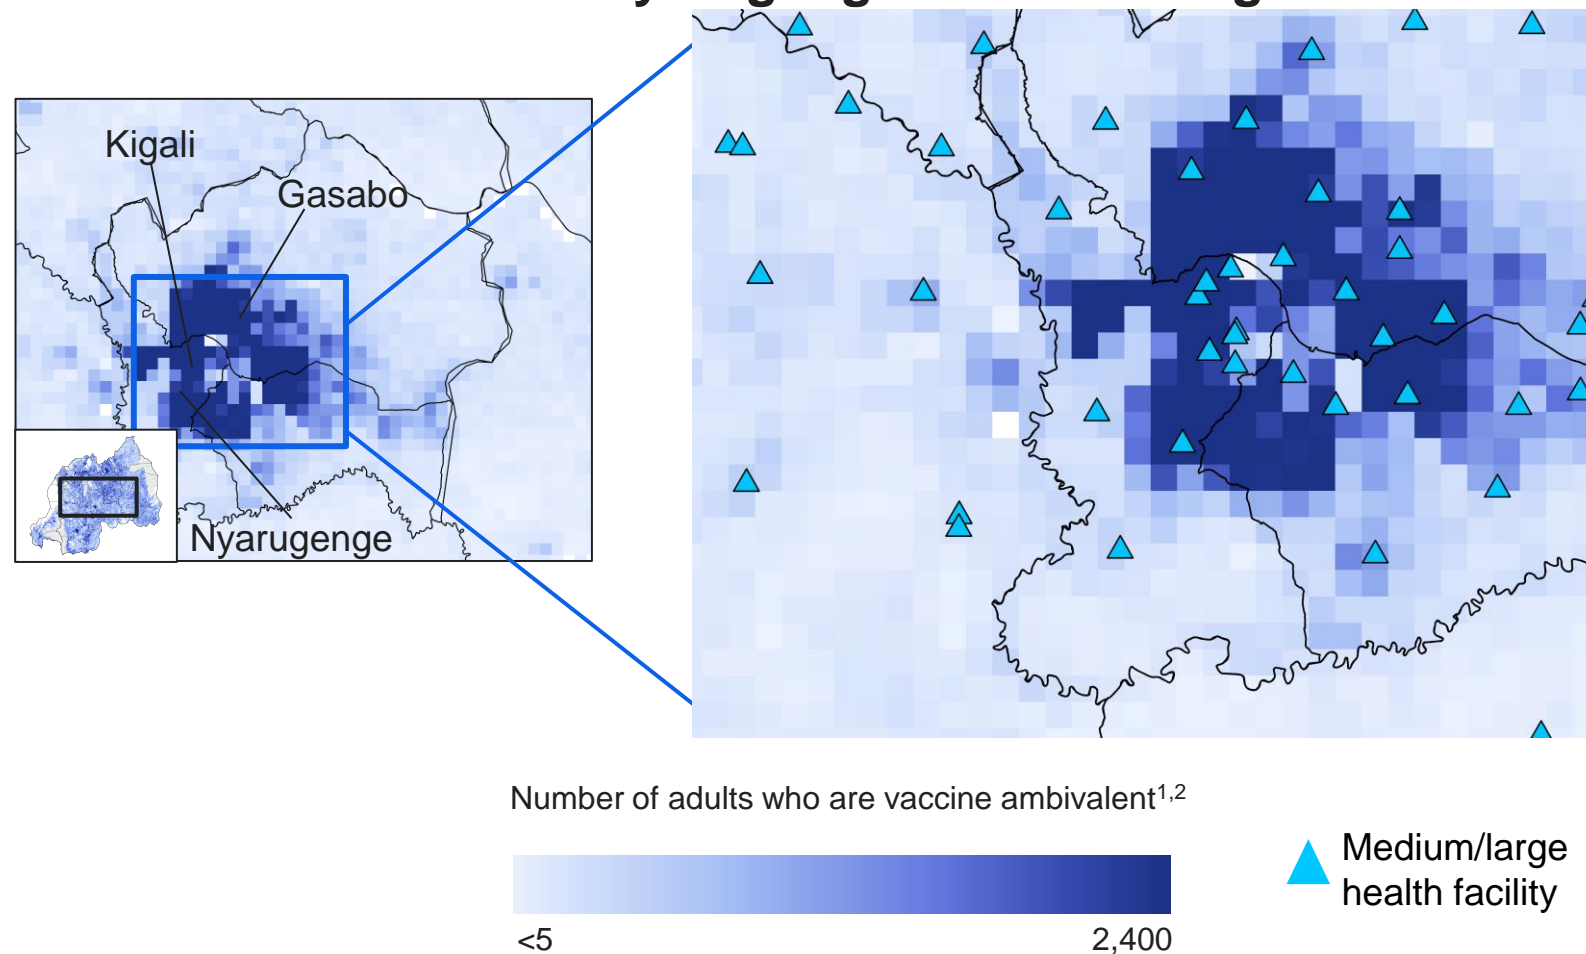 Kigali
Gasabo
Nyarugenge
Number of adults who are vaccine ambivalent1,2
<5
2,400
Medium/large
health facility